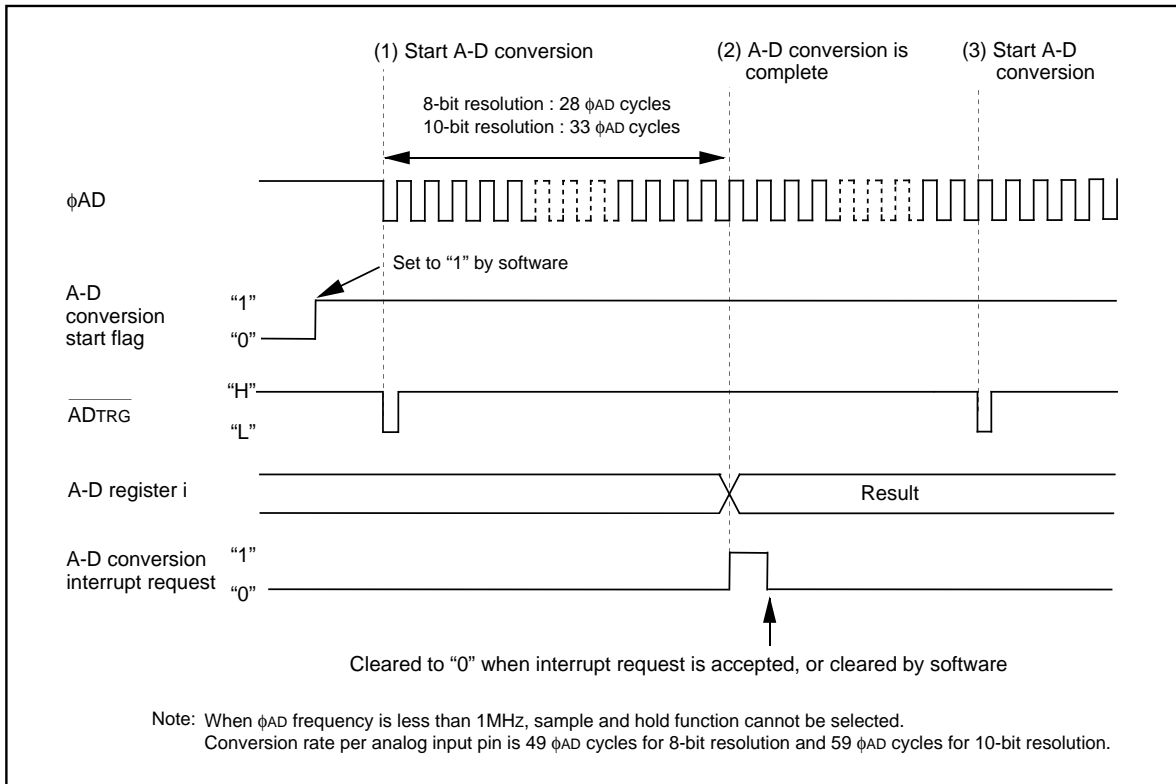 (1) Start A-D conversion
(2) A-D conversion is
complete
(3) Start A-D
conversion
8-bit resolution : 28 ϕAD cycles
10-bit resolution : 33 ϕAD cycles
ϕAD
Set to “1” by software
A-D
conversion
start flag
“1”
“0”
ADTRG
“H”
“L”
A-D register i
Result
A-D conversion
interrupt request
“1”
“0”
Cleared to “0” when interrupt request is accepted, or cleared by software
Note: When ϕAD frequency is less than 1MHZ, sample and hold function cannot be selected.
Conversion rate per analog input pin is 49 ϕAD cycles for 8-bit resolution and 59 ϕAD cycles for 10-bit resolution.